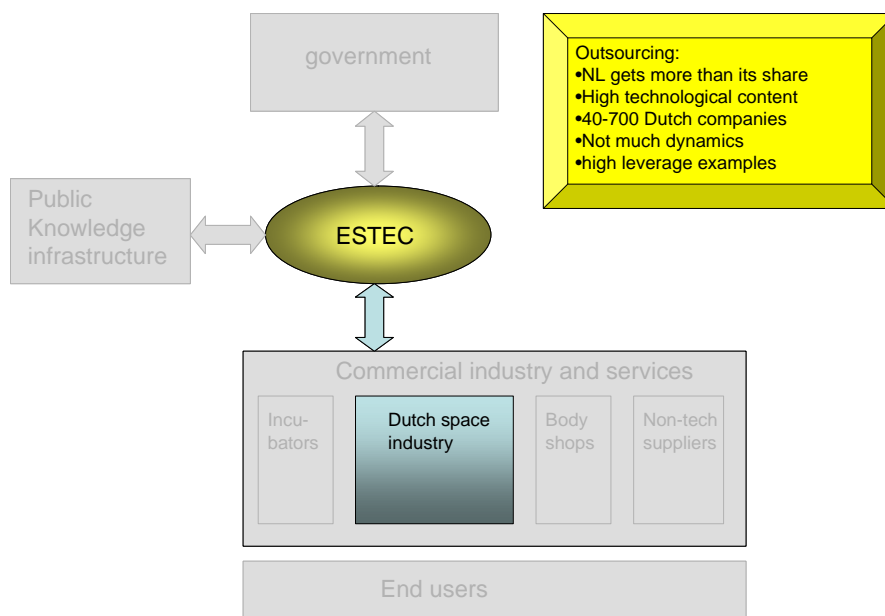 government
Outsourcing:
•NL gets more than its share
•High technological content
•40-700 Dutch companies
•Not much dynamics
•high leverage examples
Public
Knowledge
infrastructure
ESTEC
Commercial industry and services
Incu-
bators
Dutch space
industry
Body
shops
Non-tech
suppliers
End users